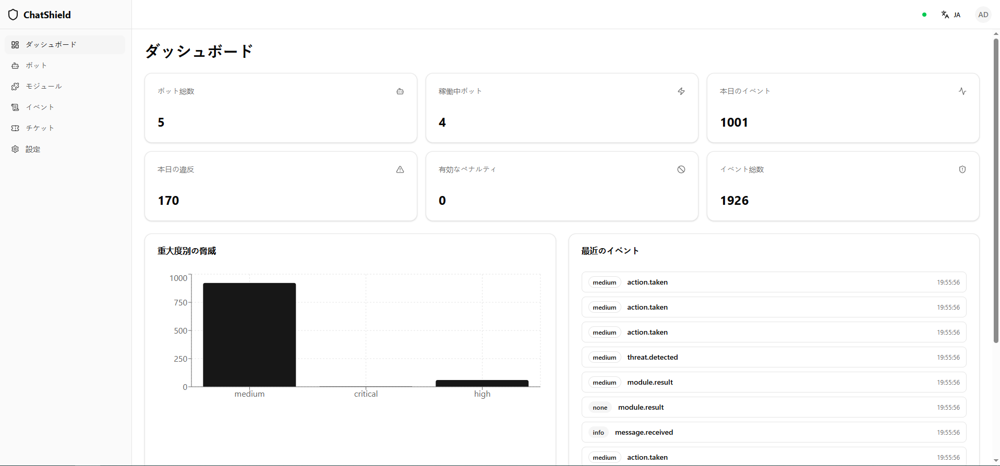 ChatShield
JA
AD
ダッシュボード
ボット
モジュール
イベント
チケット
設定
ダッシュボード
ボット総数
5
稼働中ボット
4
本日のイベント
1001
本日の違反
170
有効なペナルティ
0
イベント総数
1926
重大度別の脅威
1000
750
500
250
0
medium
critical
high
最近のイベント
medium action.taken 19:55:56
medium action.taken 19:55:56
medium action.taken 19:55:56
medium threat.detected 19:55:56
medium module.result 19:55:56
none module.result 19:55:56
info message.received 19:55:56
medium action.taken 19:55:56